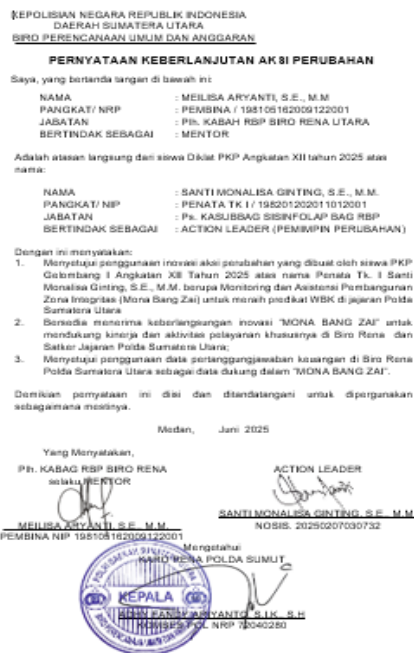 KEPOLISIAN NEGARA REPUBLIK INDONESIA
DAERAH SUMATERA UTARA
BIRO PERENCANAAN UMUM DAN ANGGARAN
PERNYATAAN KEBERLANJUTAN AKSI PERUBAHAN
Saya, yang bertanda tangan di bawah ini:
NAMA : MEILISA ARYANTI, S.E., M.M
PANGKAT/ NRP : PEMBINA / 198105162009122001
JABATAN : Plh. KABAH RBP BIRO RENA UTARA
BERTINDAK SEBAGAI : MENTOR
Adalah atasan langsung dari siswa Diklat PKP Angkatan XII tahun 2025 atas
nama:
NAMA : SANTI MONALISA GINTING, S.E., M.M.
PANGKAT/ NIP : PENATA TK I / 198201202011012001
JABATAN : Ps. KASUBBAG SISINFOLAP BAG RBP
BERTINDAK SEBAGAI : ACTION LEADER (PEMIMPIN PERUBAHAN)
Dengan ini menyatakan:
1. Menyetujui penggunaan inovasi aksi perubahan yang dibuat oleh siswa PKP
Gelombang I Angkatan XII Tahun 2025 atas nama Penata Tk. I Santi
Monalisa Ginting, S.E., M.M. berupa Monitoring dan Asistensi Pembangunan
Zona Integritas (Mona Bang Zai) untuk meraih predikat WBK di jajaran Polda
Sumatera Utara
2. Bersedia menerima keberlangsungan inovasi "MONA BANG ZAI" untuk
mendukung kinerja dan aktivitas pelayanan khususnya di Biro Rena dan
Satker Jajaran Polda Sumatera Utara;
3. Menyetujui penggunaan data pertanggungjawaban keuangan di Biro Rena
Polda Sumatera Utara sebagai data dukung dalam "MONA BANG ZAI".
Demikian pernyataan ini diisi dan ditandatangani untuk dipergunakan
sebagaimana mestinya.
Medan, Juni 2025
Yang Menyatakan,
Plh. KABAG RBP BIRO RENA
selaku MENTOR
MEILISA ARYANTI, S.E., M.M.
PEMBINA NIP 198105162009122001
ACTION LEADER
SANTI MONALISA GINTING, S.E., M.M
NOSIS. 20250207030732
Mengetahui
KARO RENA POLDA SUMUT
KEPALA
ARIYANTO, S.I.K., S.H
KOMBES POL NRP 72040280